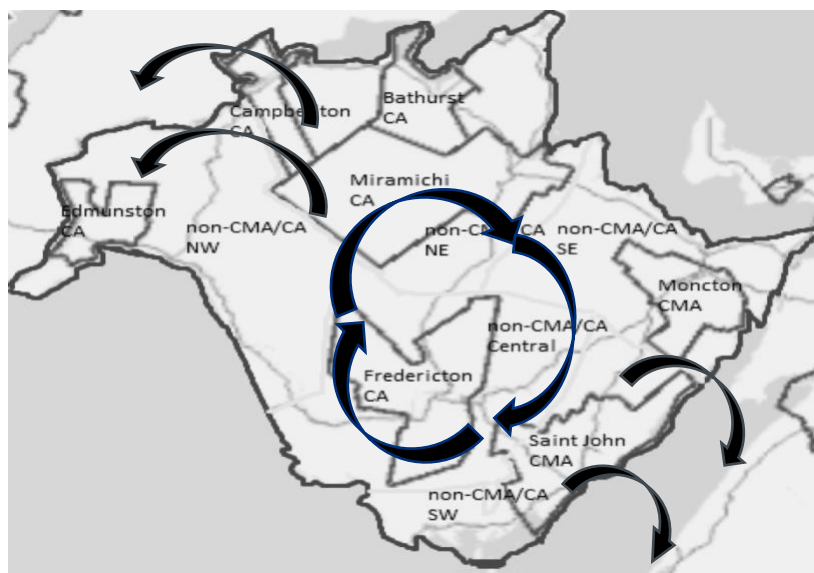 Bathurst
CA
Campbellton
CA
Miramichi
CA
Edmunston
CA
non-CMA/CA
NW
non-CMA/CA
NE
non-CMA/CA
SE
Moncton
CMA
non-CMA/CA
Central
Fredericton
CA
Saint John
CMA
non-CMA/CA
SW